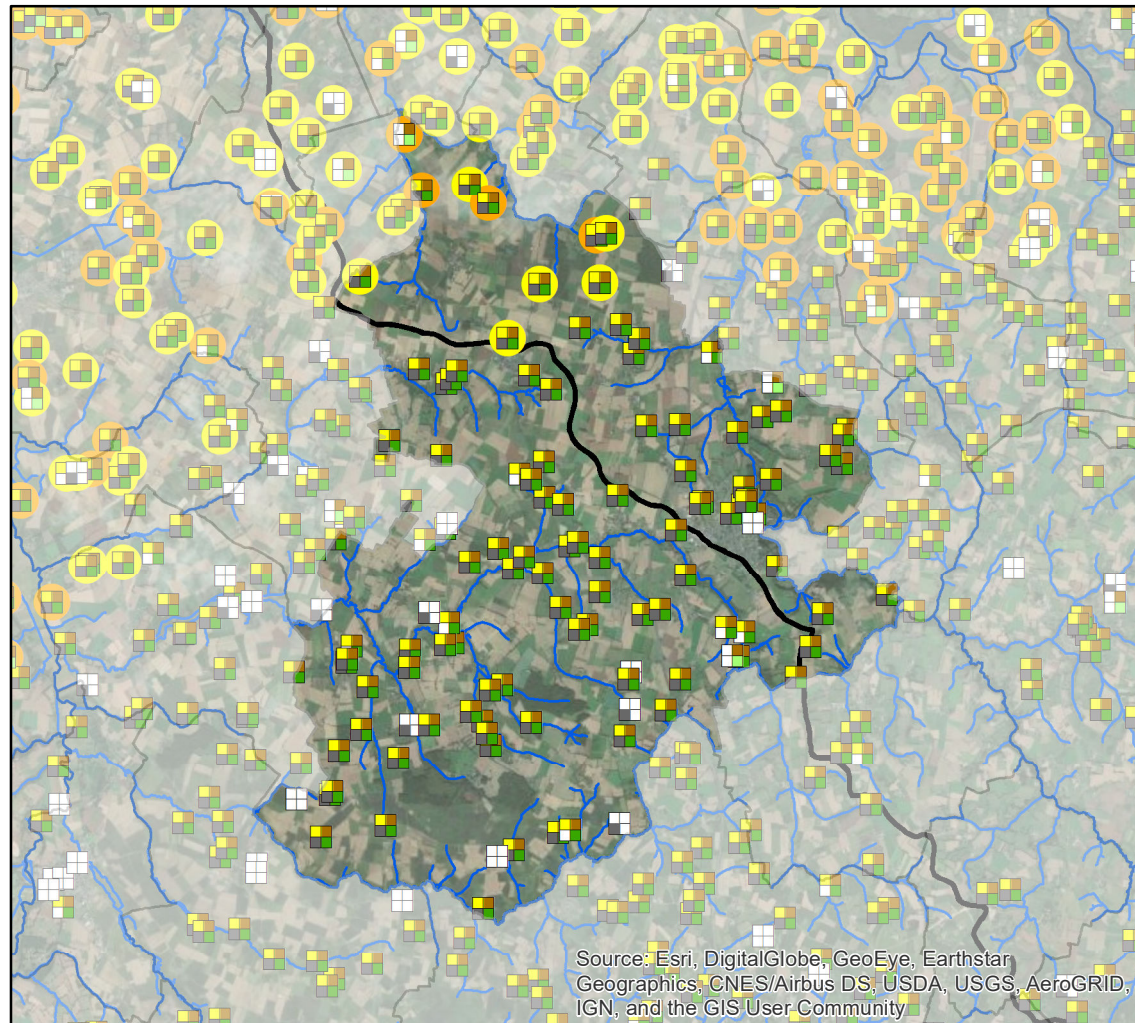 Source: Esri, DigitalGlobe, GeoEye, Earthstar
Geographics, CNES/Airbus DS, USDA, USGS, AeroGRID,
IGN, and the GIS User Community